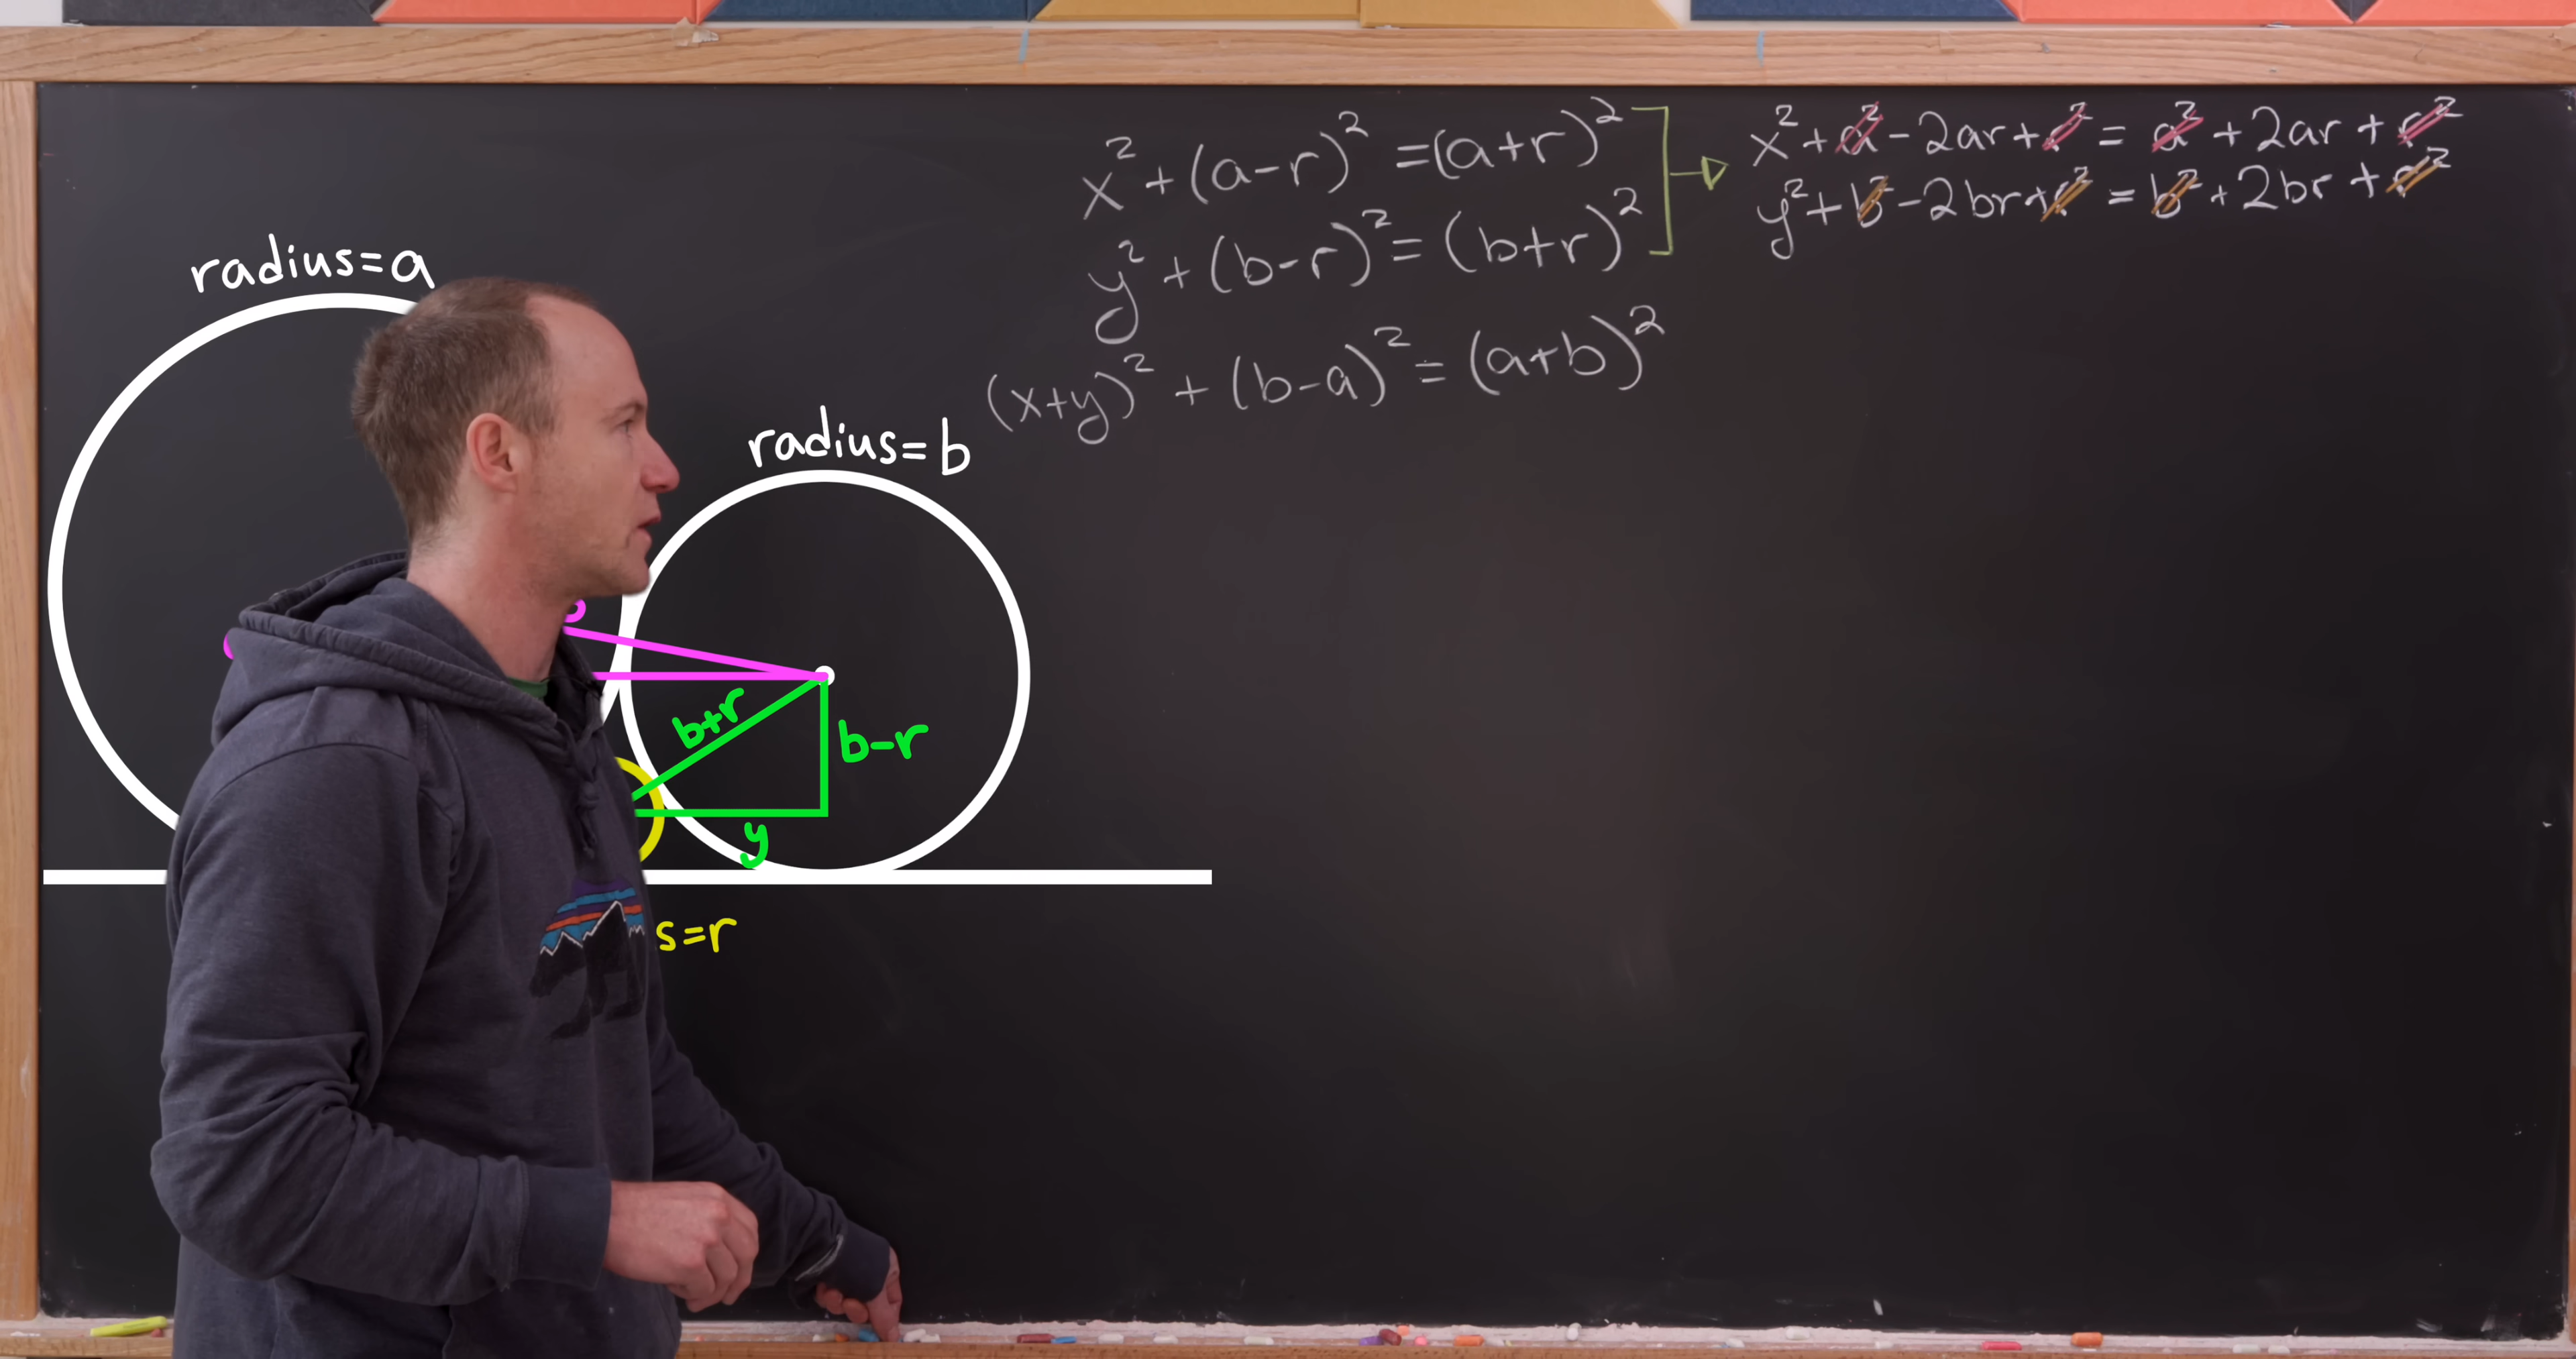 x² + (a-r)² = (a+r)²
y² + (b-r)² = (b+r)²
(x+y)² + (b-a)² = (a+b)²
x² + a² - 2ar + r² = a² + 2ar + r²
y² + b² - 2br + r² = b² + 2br + r²
radius=a
radius=b
b+r
b-r
y
s=r